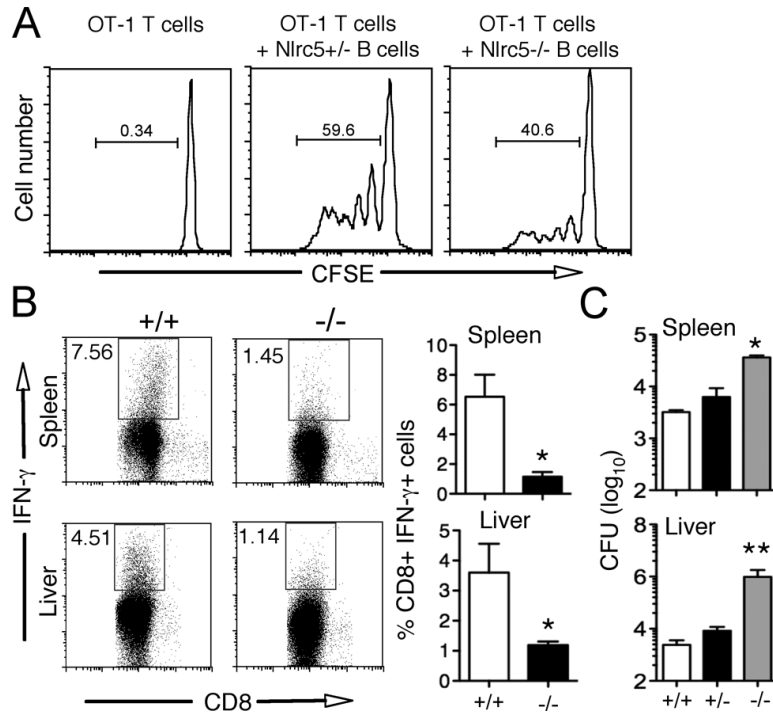 A
OT-1 T cells
OT-1 T cells
+ Nlrc5+/- B cells
OT-1 T cells
+ Nlrc5-/- B cells
Cell number
0.34
59.6
40.6
CFSE
B
+/+
-/-
IFN-γ
Spleen
7.56
1.45
Liver
4.51
1.14
CD8
% CD8+ IFN-γ+ cells
Spleen
10
8
6
4
2
0
*
Liver
5
4
3
2
1
0
*
+/+
-/-
C
CFU (log10)
Spleen
5
4
3
2
*
Liver
8
6
4
2
**
+/+
+/-
-/-